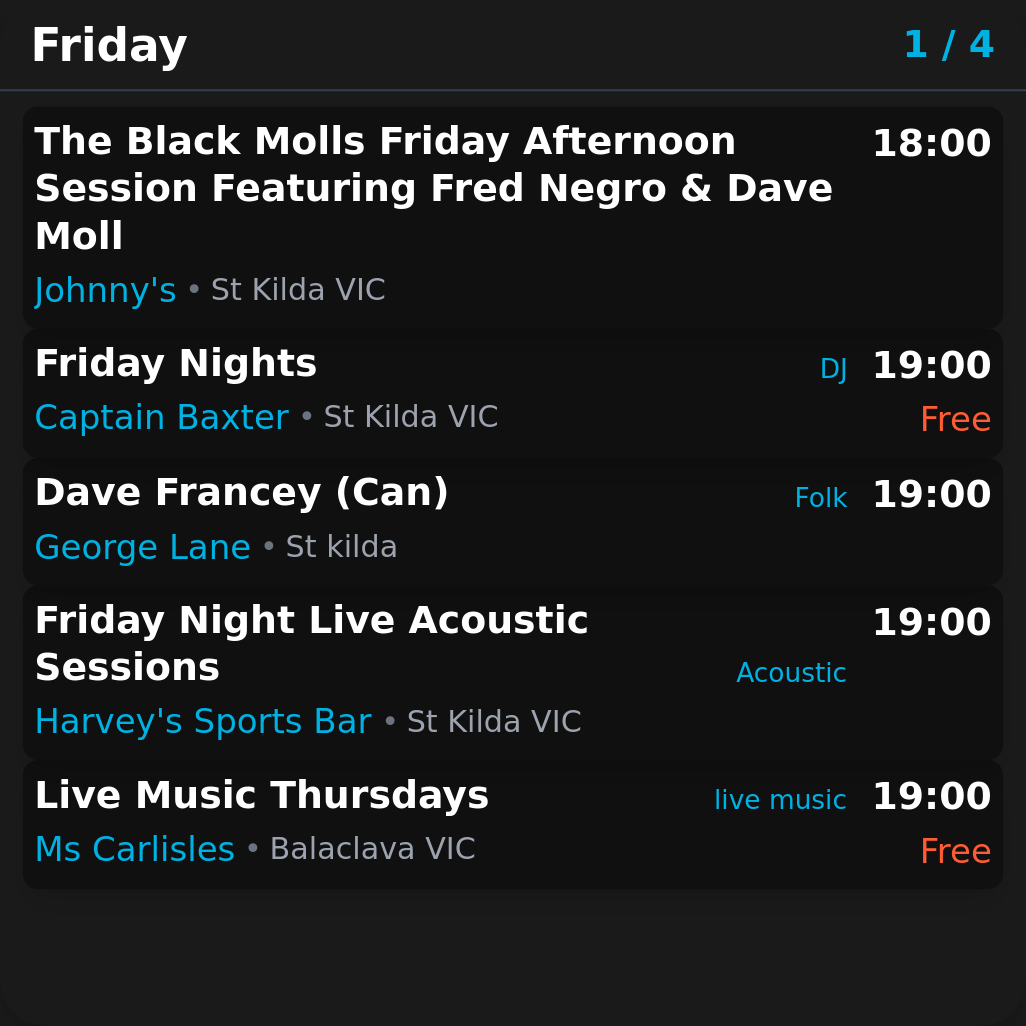 Friday 1 / 4
The Black Molls Friday Afternoon 18:00
Session Featuring Fred Negro & Dave
Moll
Johnny's • St Kilda VIC
Friday Nights DJ 19:00
Captain Baxter • St Kilda VIC Free
Dave Francey (Can) Folk 19:00
George Lane • St kilda
Friday Night Live Acoustic 19:00
Sessions Acoustic
Harvey's Sports Bar • St Kilda VIC
Live Music Thursdays live music 19:00
Ms Carlisles • Balaclava VIC Free